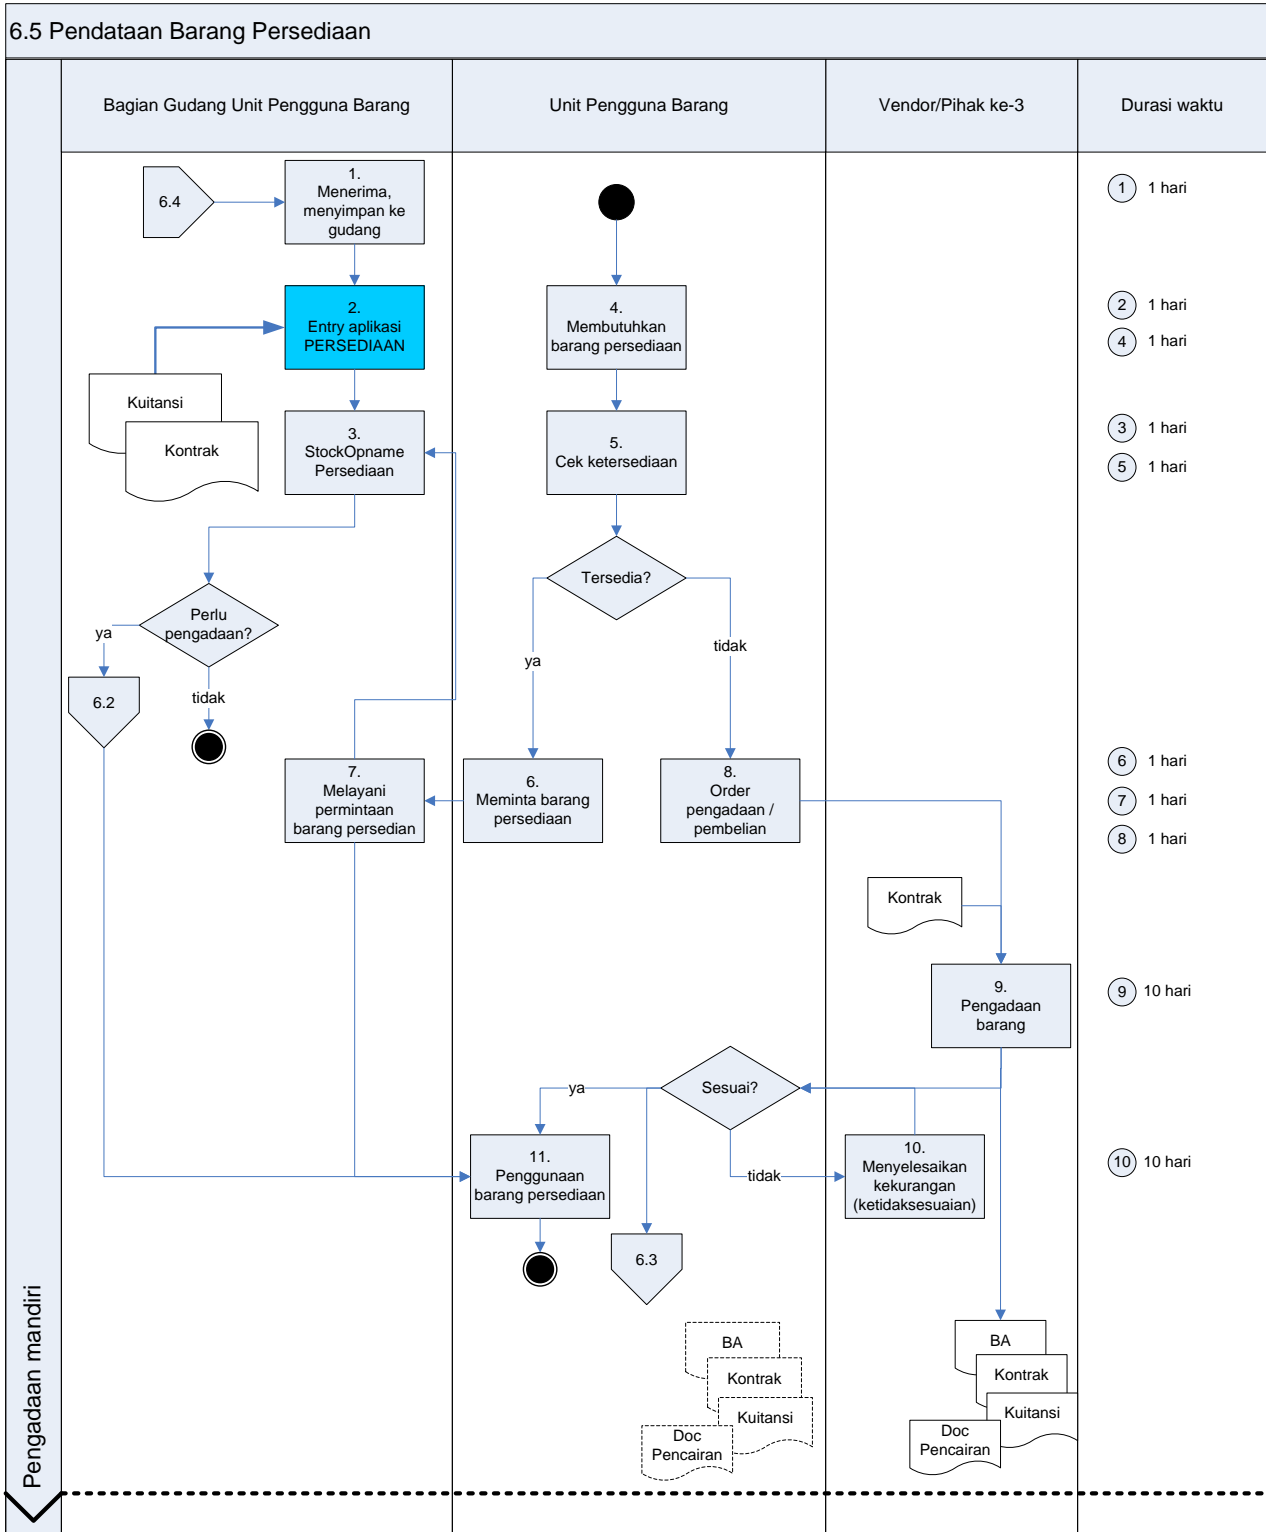 6.5 Pendataan Barang Persediaan
Bagian Gudang Unit Pengguna Barang
Unit Pengguna Barang
Vendor/Pihak ke-3
Durasi waktu
6.4
1.
Menerima,
menyimpan ke
gudang
1 1 hari
2.
Entry aplikasi
PERSEDIAAN
4.
Membutuhkan
barang persediaan
2 1 hari
4 1 hari
Kuitansi
Kontrak
3.
StockOpname
Persediaan
5.
Cek ketersediaan
3 1 hari
5 1 hari
Tersedia?
Perlu
pengadaan?
ya
tidak
ya
tidak
6.2
7.
Melayani
permintaan
barang persedian
6.
Meminta barang
persediaan
8.
Order
pengadaan /
pembelian
6 1 hari
7 1 hari
8 1 hari
Kontrak
9.
Pengadaan
barang
9 10 hari
Sesuai?
ya
tidak
11.
Penggunaan
barang persediaan
10.
Menyelesaikan
kekurangan
(ketidaksesuaian)
10 10 hari
6.3
BA
Kontrak
Kuitansi
Doc
Pencairan
BA
Kontrak
Kuitansi
Doc
Pencairan
Pengadaan mandiri